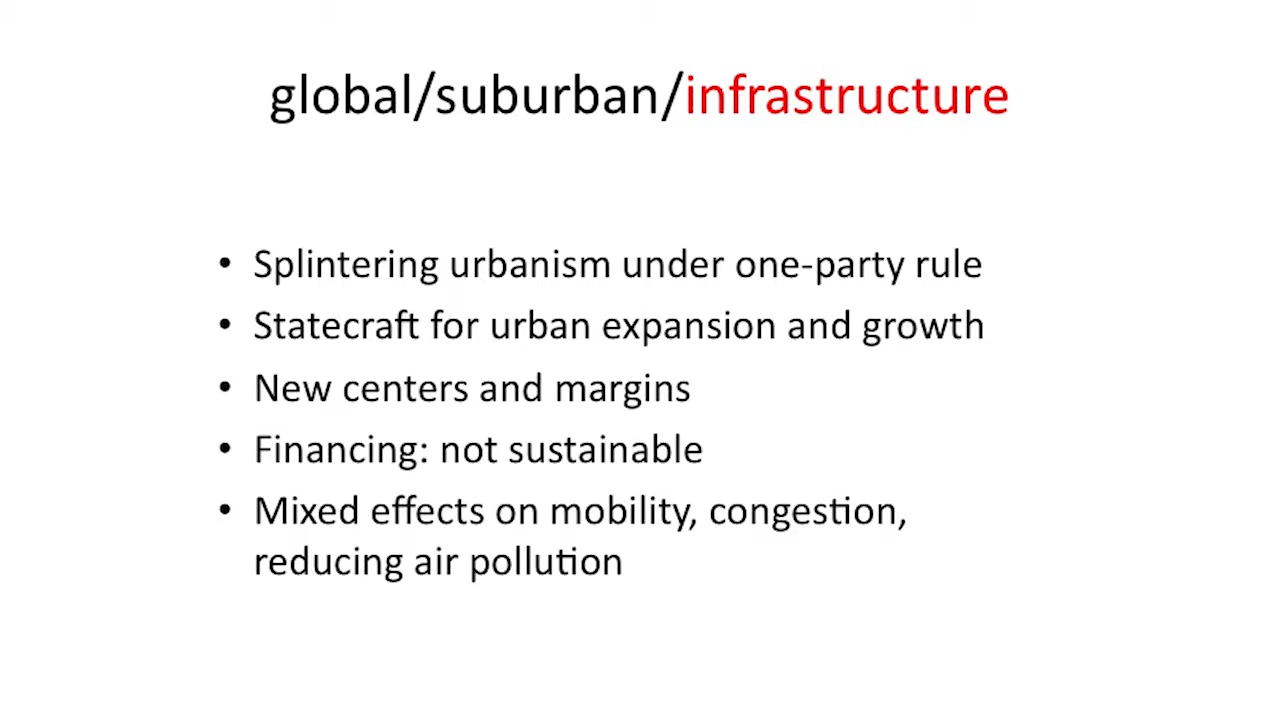 global/suburban/infrastructure
• Splintering urbanism under one-party rule
• Statecraft for urban expansion and growth
• New centers and margins
• Financing: not sustainable
• Mixed effects on mobility, congestion,
reducing air pollution